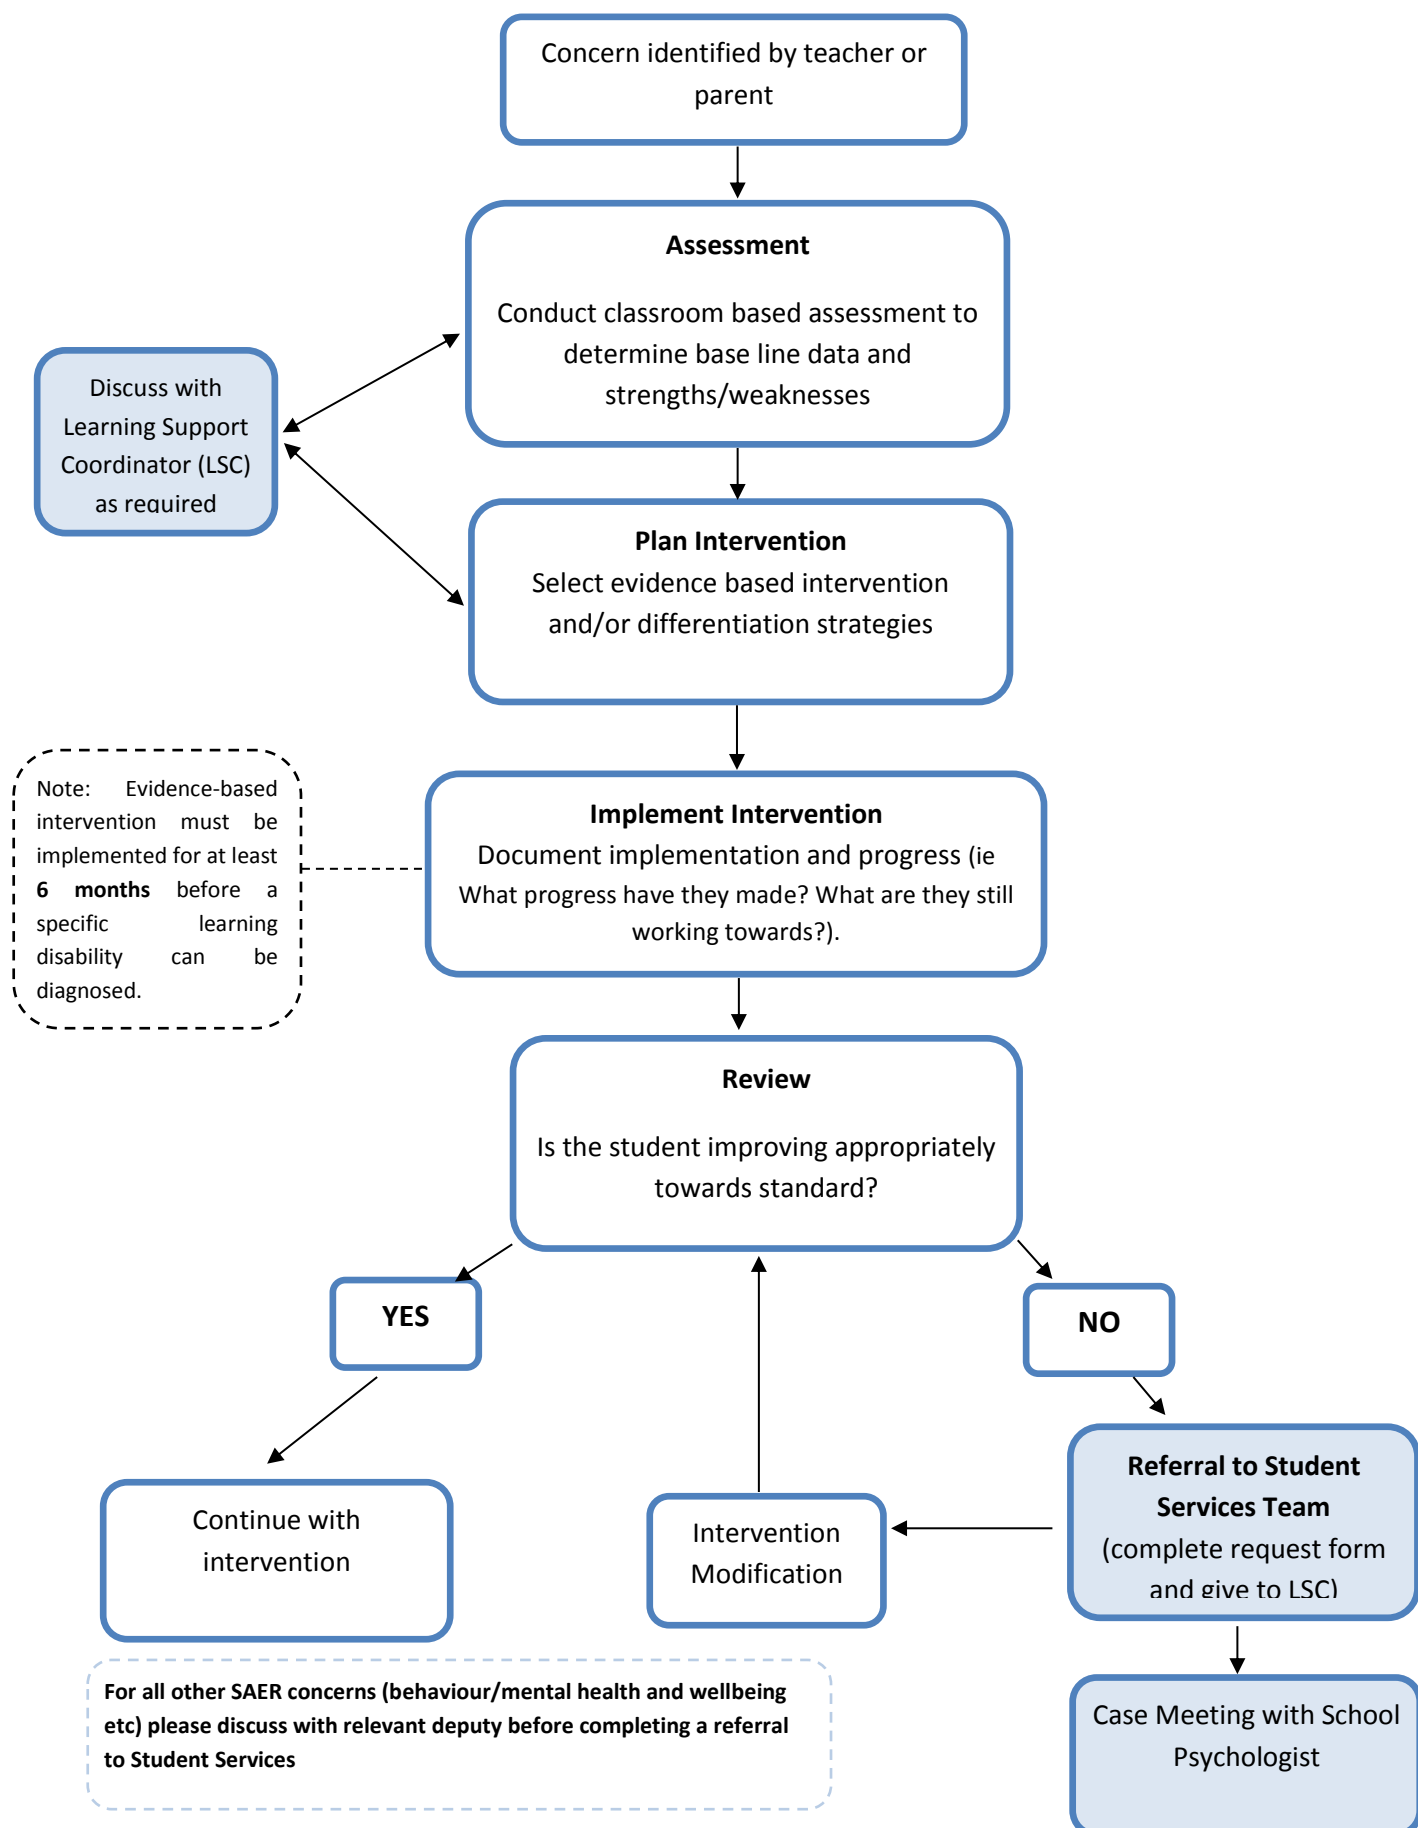 Concern identified by teacher or
parent
Assessment
Conduct classroom based assessment to
determine base line data and
strengths/weaknesses
Discuss with
Learning Support
Coordinator (LSC)
as required
Plan Intervention
Select evidence based intervention
and/or differentiation strategies
Note: Evidence-based
intervention must be
implemented for at least
6 months before a
specific learning
disability can be
diagnosed.
Implement Intervention
Document implementation and progress (ie
What progress have they made? What are they still
working towards?).
Review
Is the student improving appropriately
towards standard?
YES
NO
Continue with
intervention
Intervention
Modification
Referral to Student
Services Team
(complete request form
and give to LSC)
For all other SAER concerns (behaviour/mental health and wellbeing
etc) please discuss with relevant deputy before completing a referral
to Student Services
Case Meeting with School
Psychologist